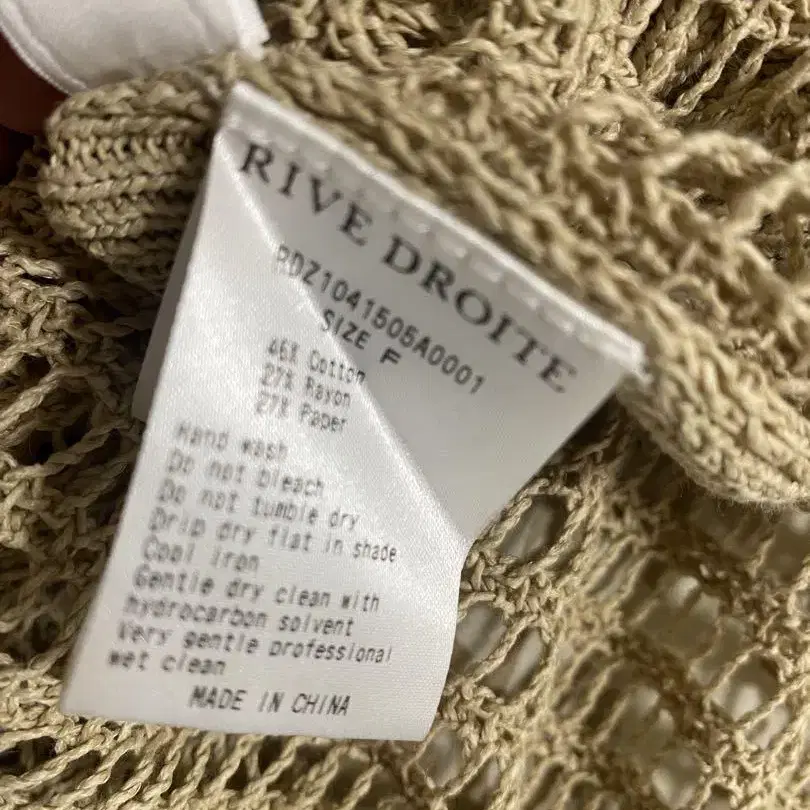 RIVE DROITE
RDZ1041505A0001
SIZE F
46% Cotton
27% Rayon
27% Paper
Hand wash
Do not bleach
Do not tumble dry
Drip dry flat in shade
Cool iron
Gentle dry clean with
hydrocarbon solvent
Very gentle professional
wet clean
MADE IN CHINA